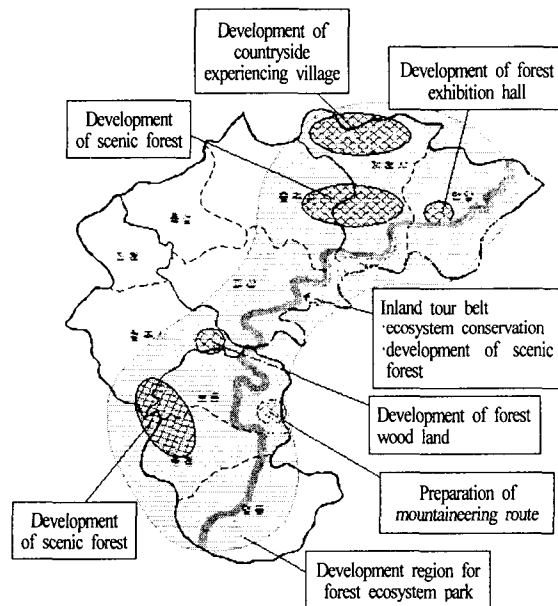 Development of
countryside
experiencing village
Development of forest
exhibition hall
Development
of scenic forest
Inland tour belt
·ecosystem conservation
·development of scenic
forest
Development of forest
wood land
Preparation of
mountaineering route
Development
of scenic forest
Development region for
forest ecosystem park